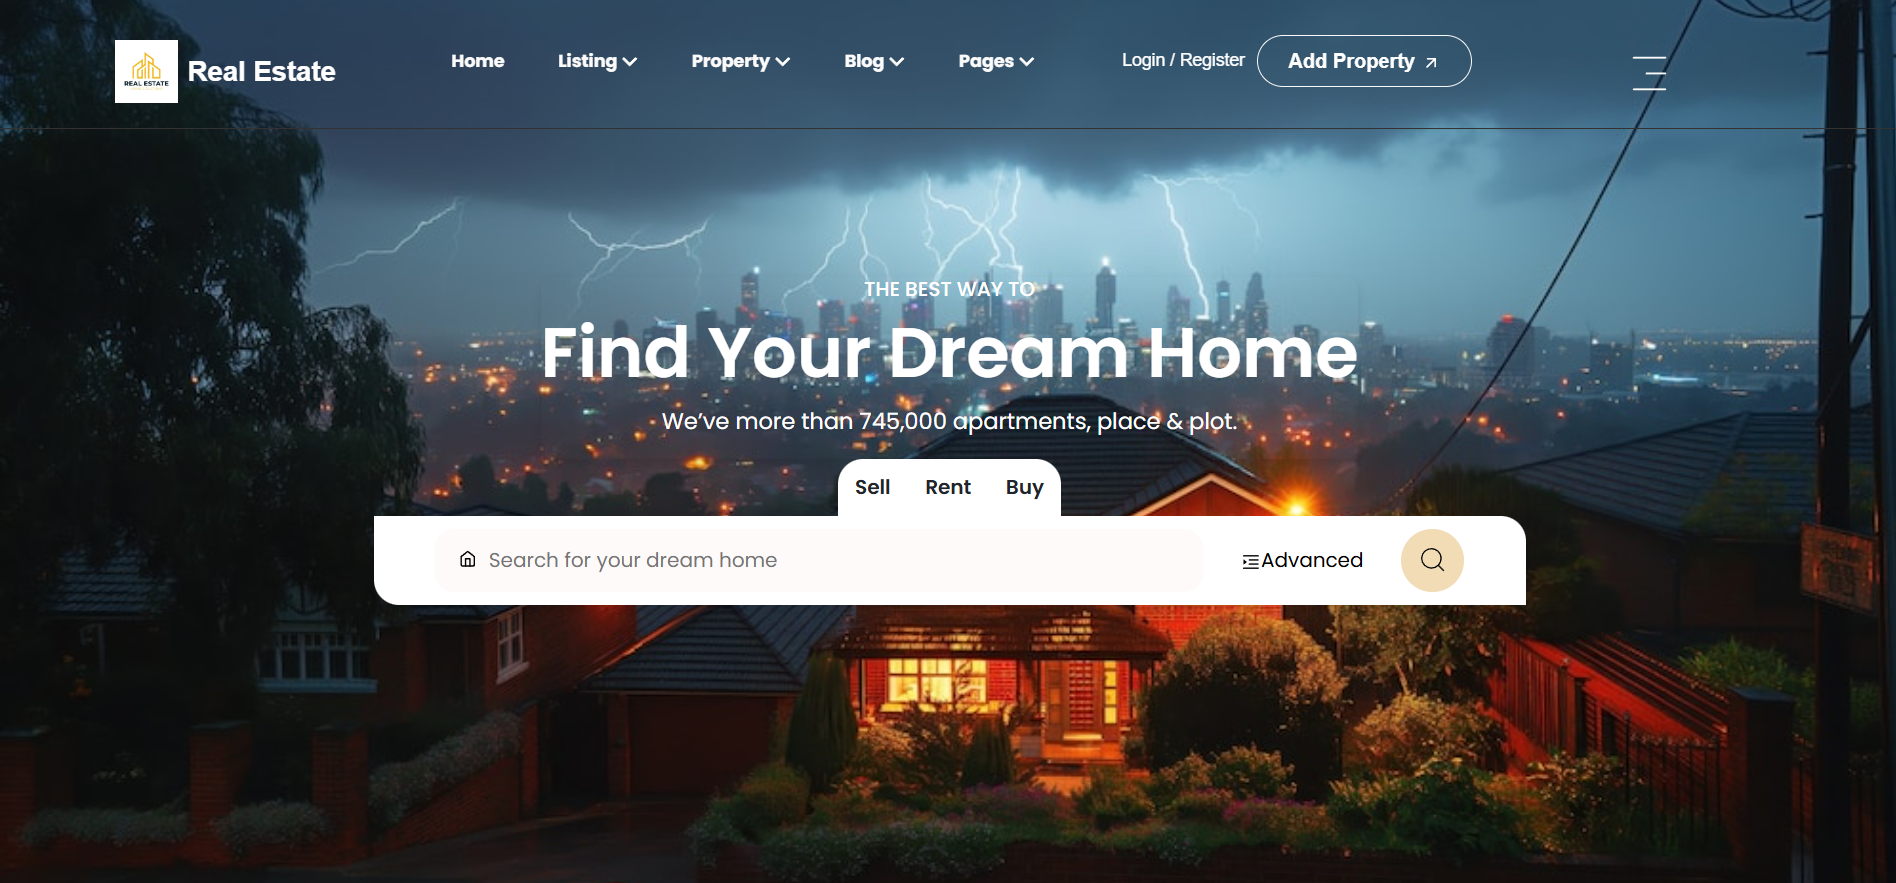 REAL ESTATE
Real Estate
Home
Listing
Property
Blog
Pages
Login / Register
Add Property
THE BEST WAY TO
Find Your Dream Home
We’ve more than 745,000 apartments, place & plot.
Sell
Rent
Buy
Search for your dream home
Advanced